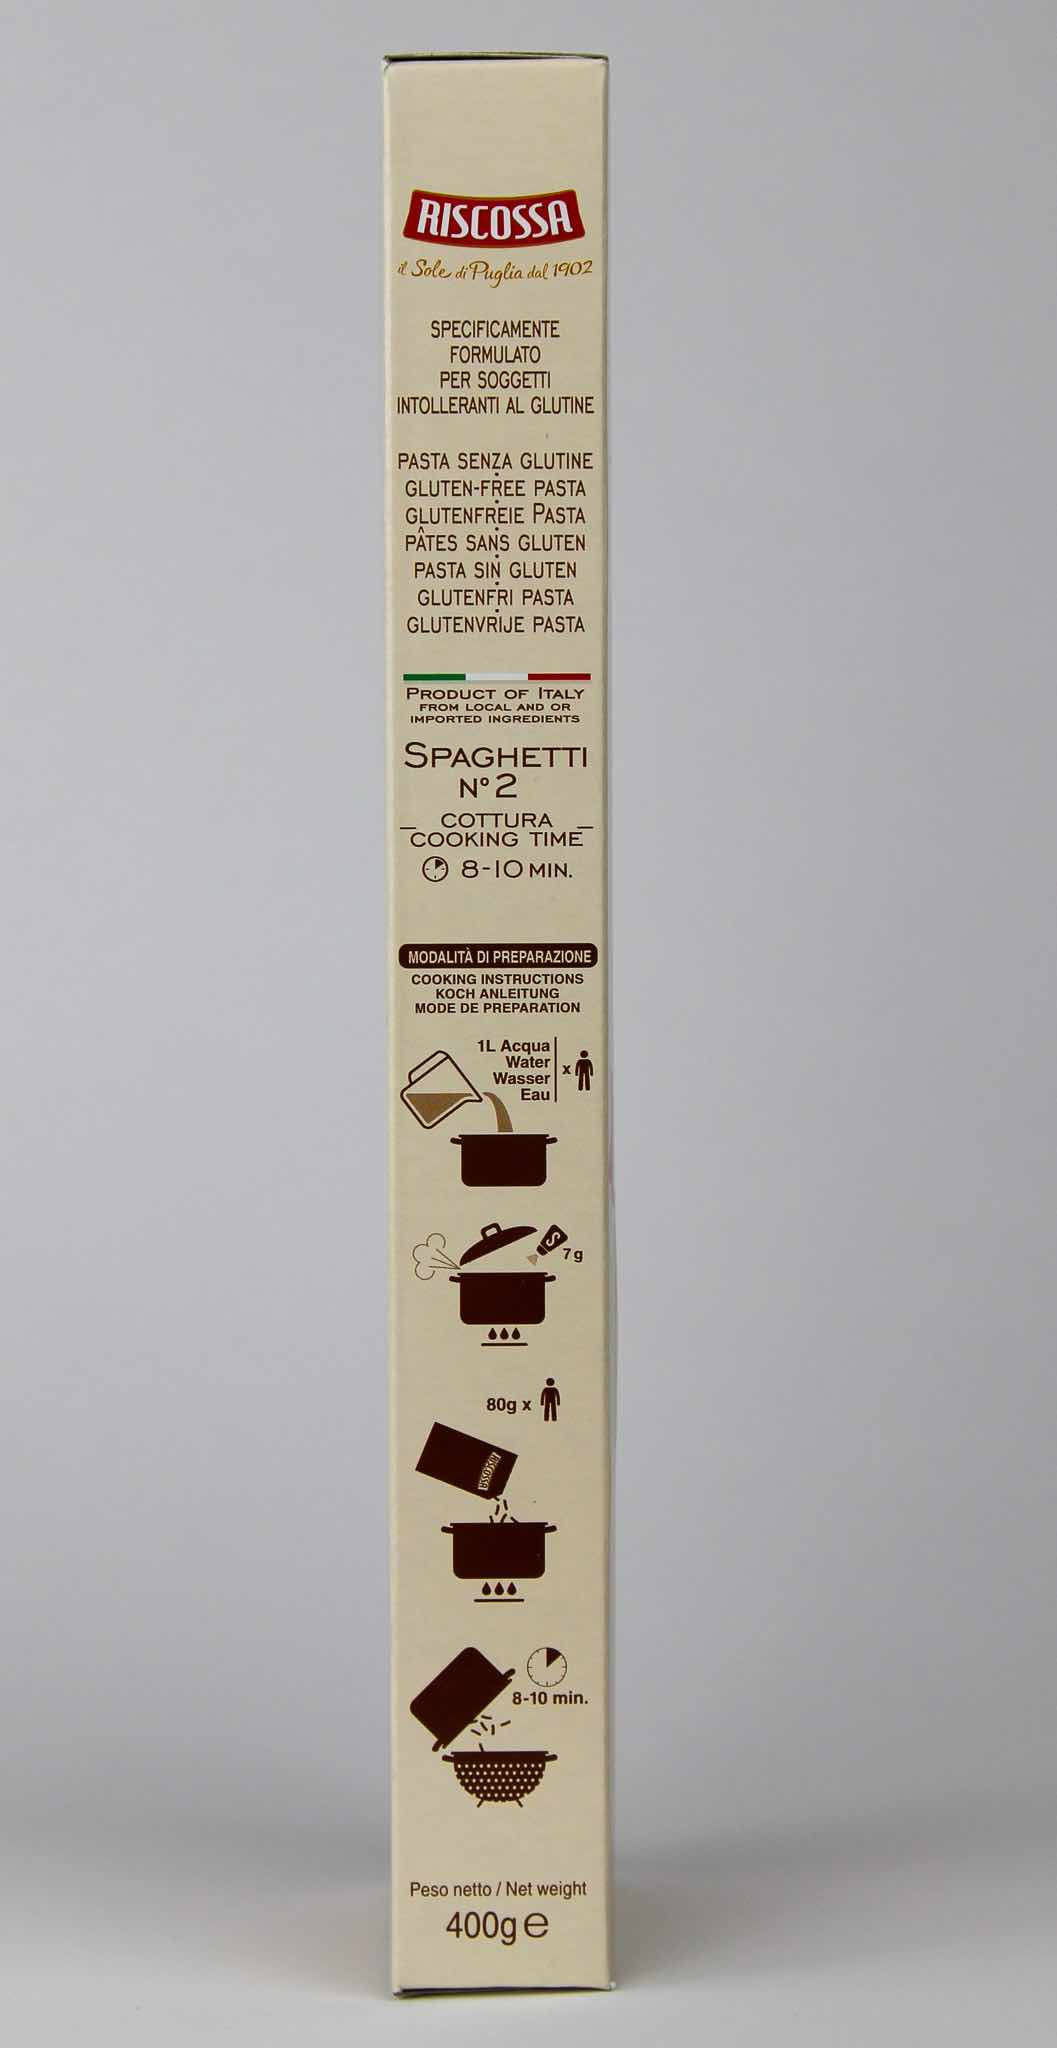 RISCOSSA
il Sole di Puglia dal 1902
SPECIFICAMENTE
FORMULATO
PER SOGGETTI
INTOLLERANTI AL GLUTINE
PASTA SENZA GLUTINE
GLUTEN-FREE PASTA
GLUTENFREIE PASTA
PÂTES SANS GLUTEN
PASTA SIN GLUTEN
GLUTENFRI PASTA
GLUTENVRIJE PASTA
PRODUCT OF ITALY
FROM LOCAL AND OR
IMPORTED INGREDIENTS
SPAGHETTI
N° 2
COTTURA
COOKING TIME
8-10 MIN.
MODALITÀ DI PREPARAZIONE
COOKING INSTRUCTIONS
KOCH ANLEITUNG
MODE DE PREPARATION
1L Acqua
Water
Wasser
Eau
x
S
7g
80g x
RISCOSSA
8-10 min.
Peso netto / Net weight
400g e